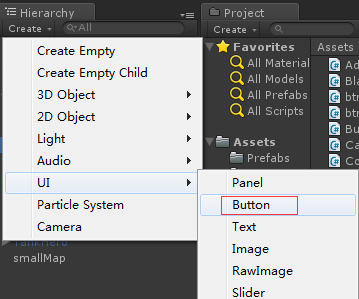 Hierarchy
Create
All
Create Empty
Create Empty Child
3D Object
2D Object
Light
Audio
UI
Particle System
Camera
TankHero
smallMap
Panel
Button
Text
Image
RawImage
Slider
Project
Create
Favorites
All Material
All Models
All Prefabs
All Scripts
Assets
Prefabs
Assets
Ad
Bla
btn
btn
Bu
Ca
Co